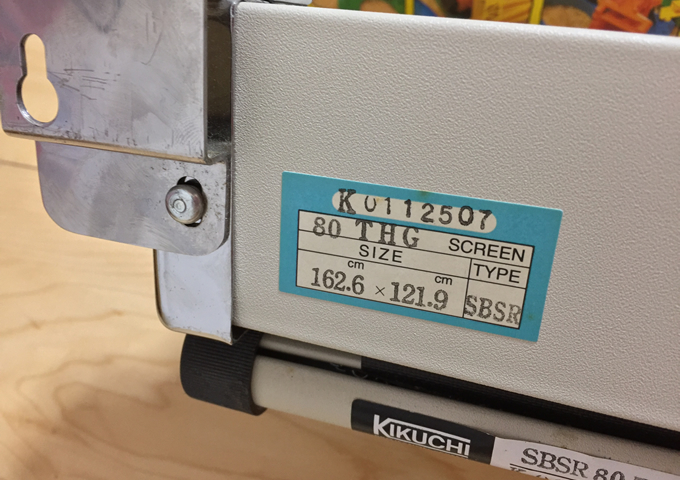 K0112507
80 THG SCREEN
SIZE TYPE
cm cm
162.6 × 121.9 SBSR
KIKUCHI
SBSR 80